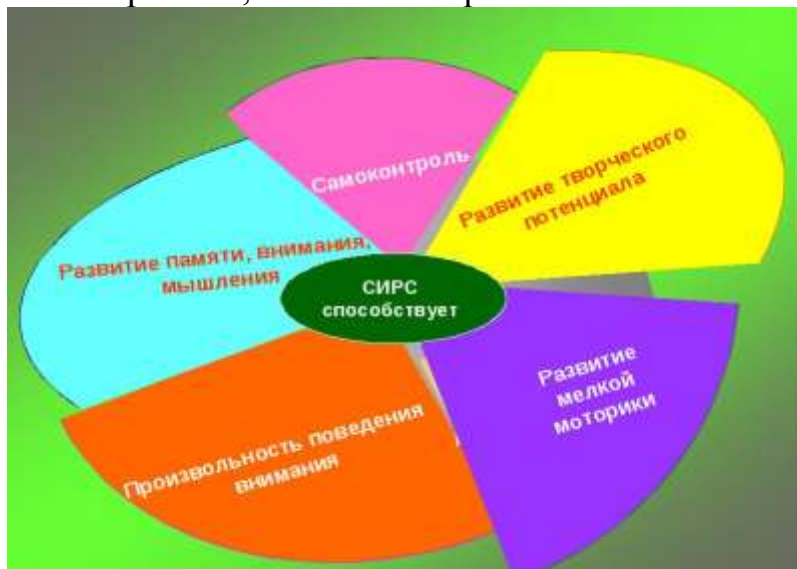 Самоконтроль
Развитие творческого
потенциала
Развитие памяти, внимания,
мышления
СИРС
способствует
Развитие
мелкой
моторики
Произвольность поведения
внимания